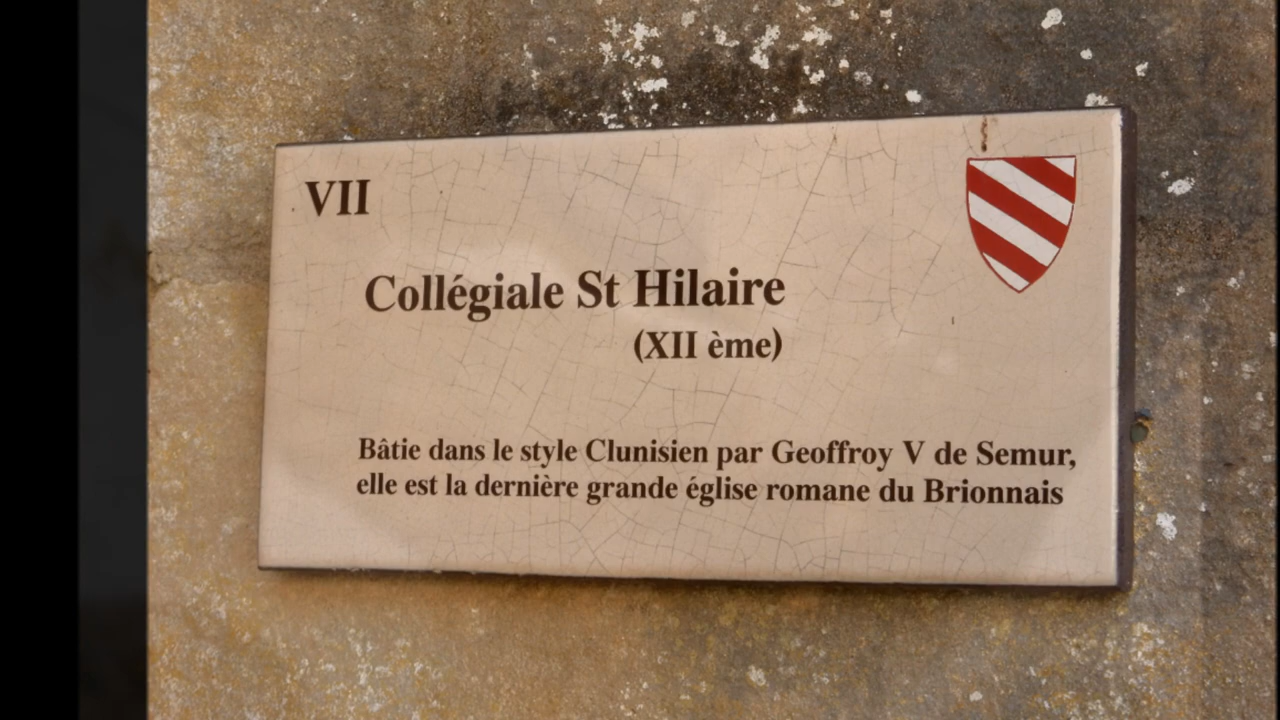 VII
Collégiale St Hilaire
(XII ème)
Bâtie dans le style Clunisien par Geoffroy V de Semur,
elle est la dernière grande église romane du Brionnais